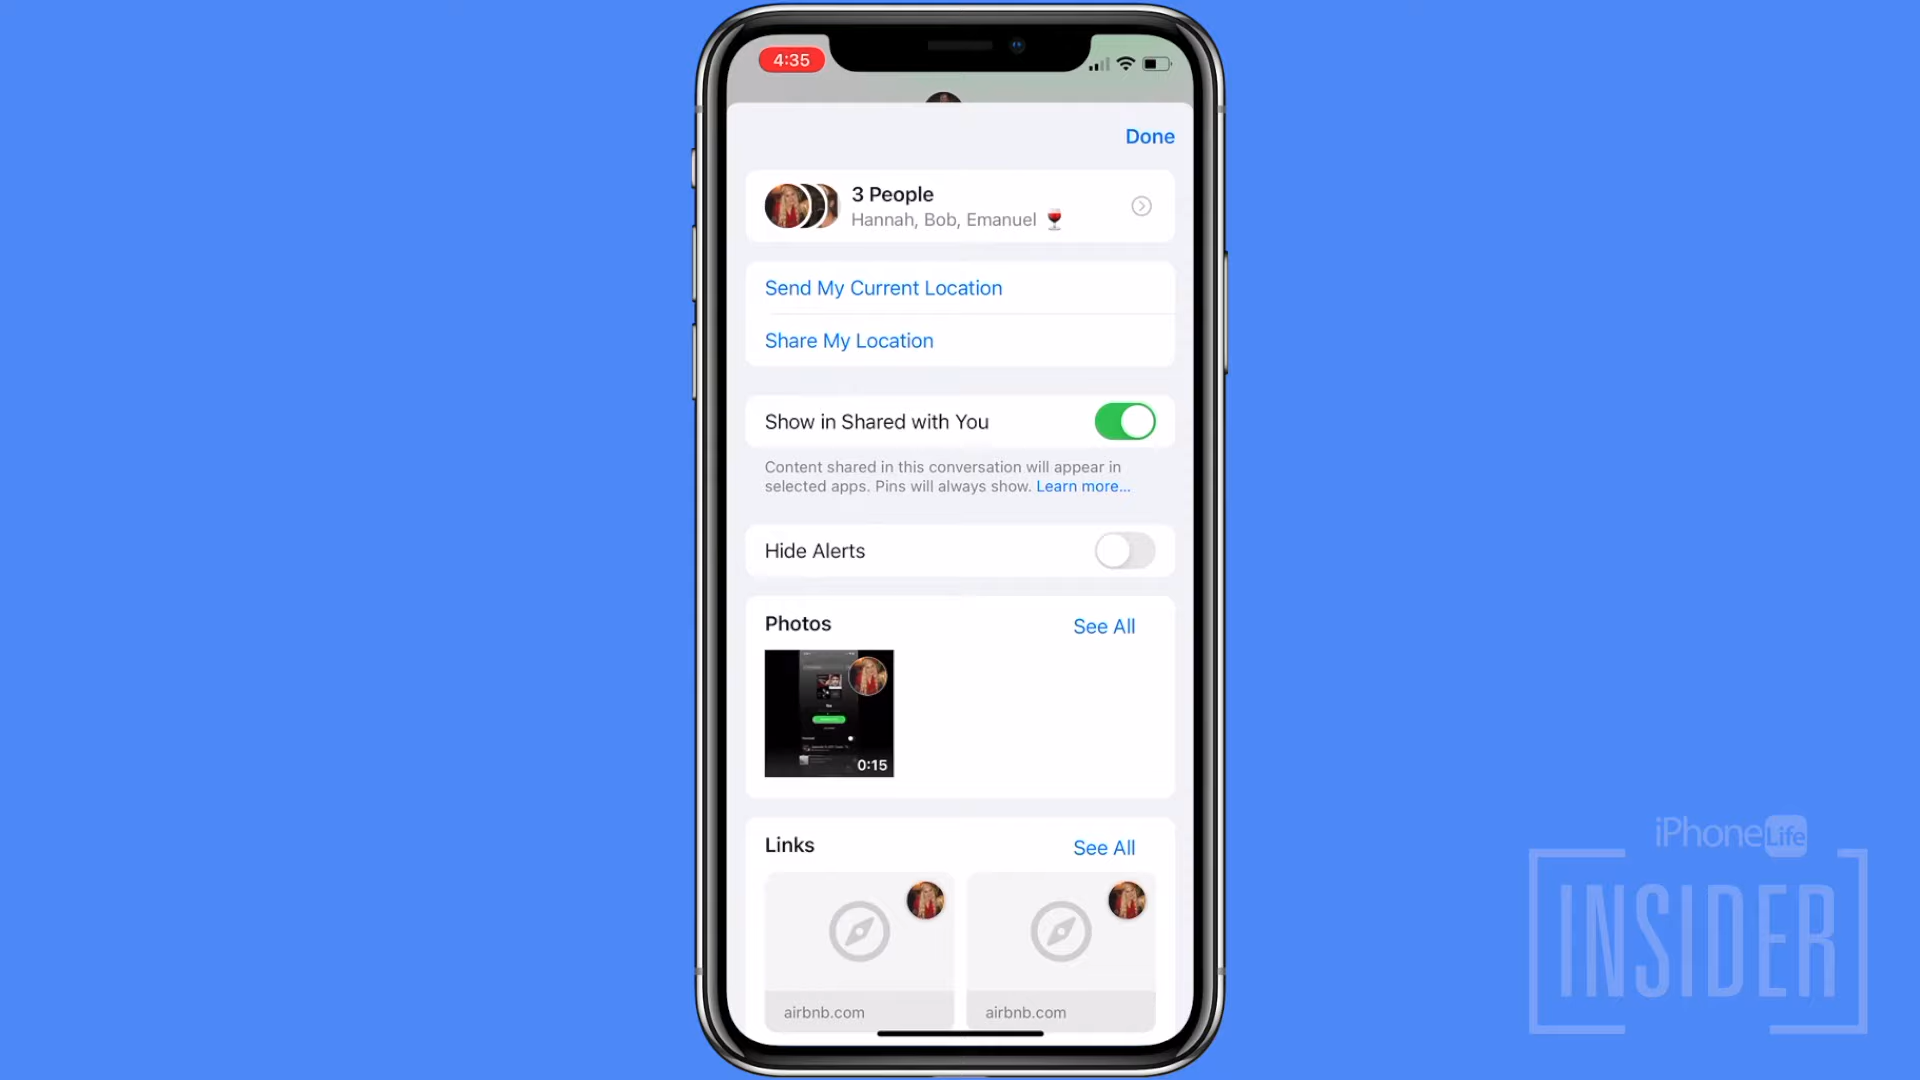 4:35
Done
3 People
Hannah, Bob, Emanuel 🍷
Send My Current Location
Share My Location
Show in Shared with You
Content shared in this conversation will appear in
selected apps. Pins will always show. Learn more...
Hide Alerts
Photos
See All
0:15
Links
See All
airbnb.com
airbnb.com
iPhone Life
INSIDER